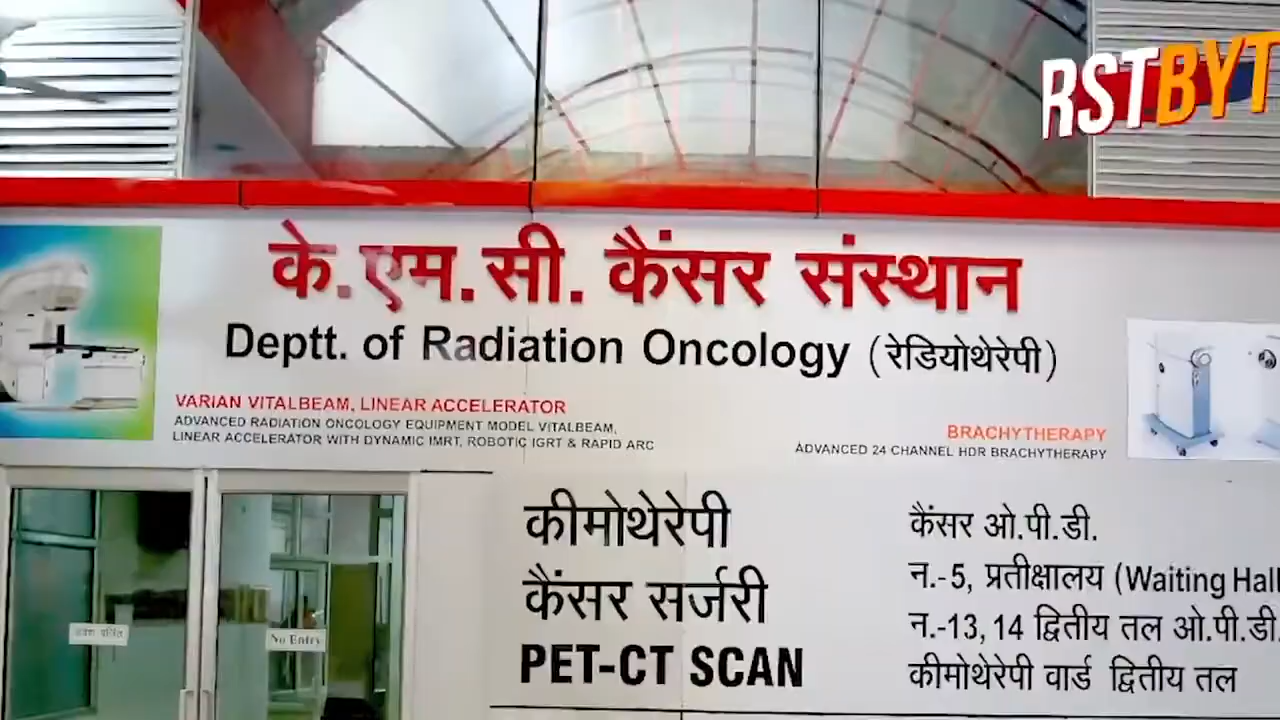 RSTBYT
के.एम.सी. कैंसर संस्थान
Deptt. of Radiation Oncology (रेडियोथेरेपी)
VARIAN VITALBEAM, LINEAR ACCELERATOR
ADVANCED RADIATION ONCOLOGY EQUIPMENT MODEL VITALBEAM,
LINEAR ACCELERATOR WITH DYNAMIC IMRT, ROBOTIC IGRT & RAPID ARC
BRACHYTHERAPY
ADVANCED 24 CHANNEL HDR BRACHYTHERAPY
कीमोथेरेपी
कैंसर सर्जरी
PET-CT SCAN
कैंसर ओ.पी.डी.
न.-5, प्रतीक्षालय (Waiting Hall
न.-13, 14 द्वितीय तल ओ.पी.डी.
कीमोथेरेपी वार्ड द्वितीय तल
प्रवेश वर्जित
No Entry